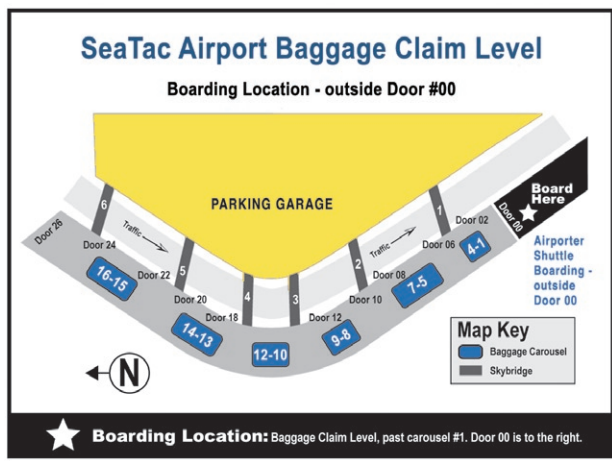 SeaTac Airport Baggage Claim Level
Boarding Location - outside Door #00
PARKING GARAGE
Board
Here
Door 00
Airporter
Shuttle
Boarding -
outside
Door 00
6
5
4
3
2
1
Traffic
Traffic
Door 26
Door 24
Door 22
Door 20
Door 18
Door 12
Door 10
Door 08
Door 06
Door 02
16-15
14-13
12-10
9-8
7-5
4-1
N
Map Key
Baggage Carousel
Skybridge
Boarding Location: Baggage Claim Level, past carousel #1. Door 00 is to the right.